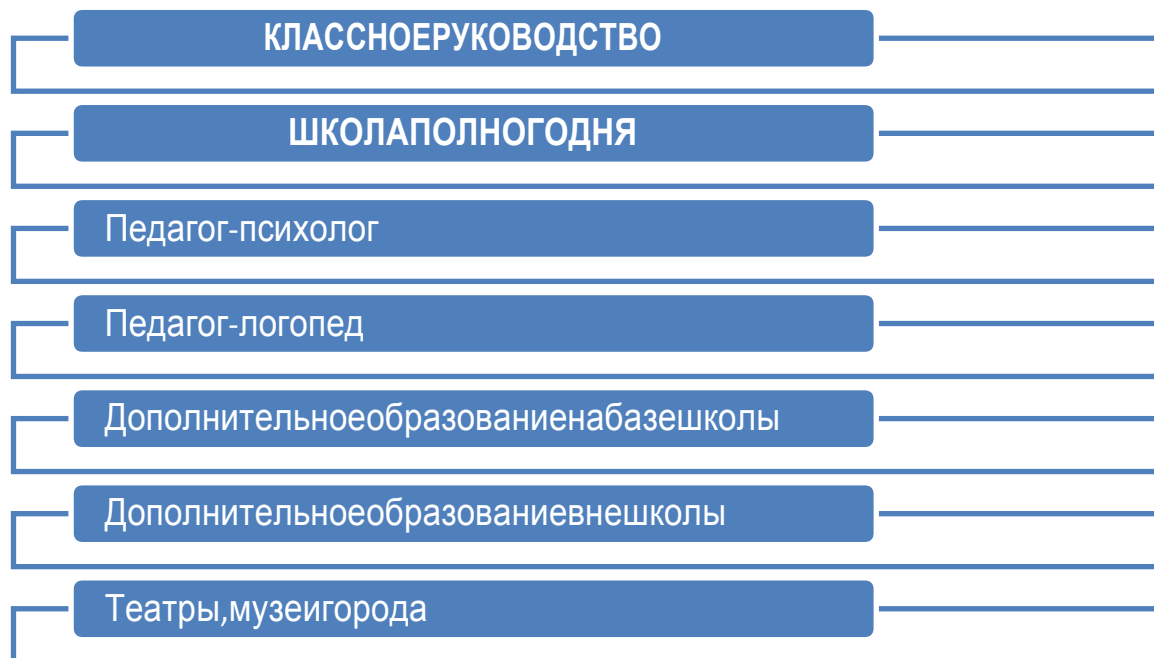 КЛАССНОЕРУКОВОДСТВО
ШКОЛАПОЛНОГОДНЯ
Педагог-психолог
Педагог-логопед
Дополнительноеобразованиенабазешколы
Дополнительноеобразованиевнешколы
Театры,музеигорода